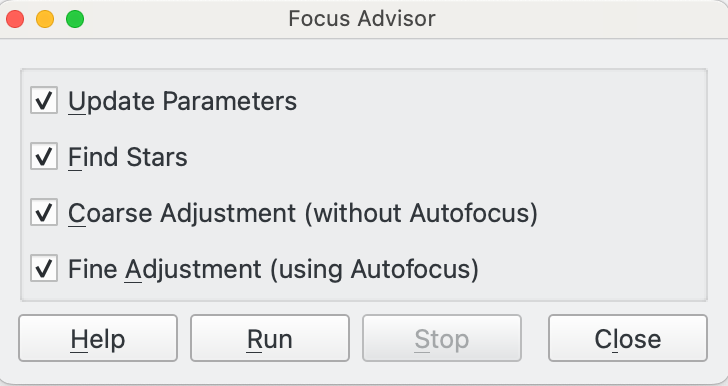 Focus Advisor
Update Parameters
Find Stars
Coarse Adjustment (without Autofocus)
Fine Adjustment (using Autofocus)
Help Run Stop Close